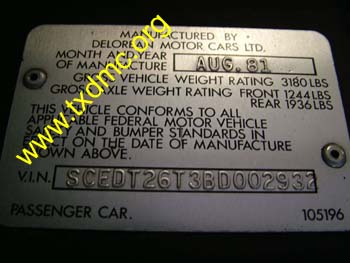 MANUFACTURED BY
DELOREAN MOTOR CARS LTD.
MONTH AND YEAR
OF MANUFACTURE AUG. 81
GROSS VEHICLE WEIGHT RATING 3180 LBS
GROSS AXLE WEIGHT RATING FRONT 1244 LBS
REAR 1936 LBS
THIS VEHICLE CONFORMS TO ALL
APPLICABLE FEDERAL MOTOR VEHICLE
SAFETY AND BUMPER STANDARDS IN
EFFECT ON THE DATE OF MANUFACTURE
SHOWN ABOVE.
V.I.N. SCEDT26T3BD002932
PASSENGER CAR. 105196
www.txdmc.org